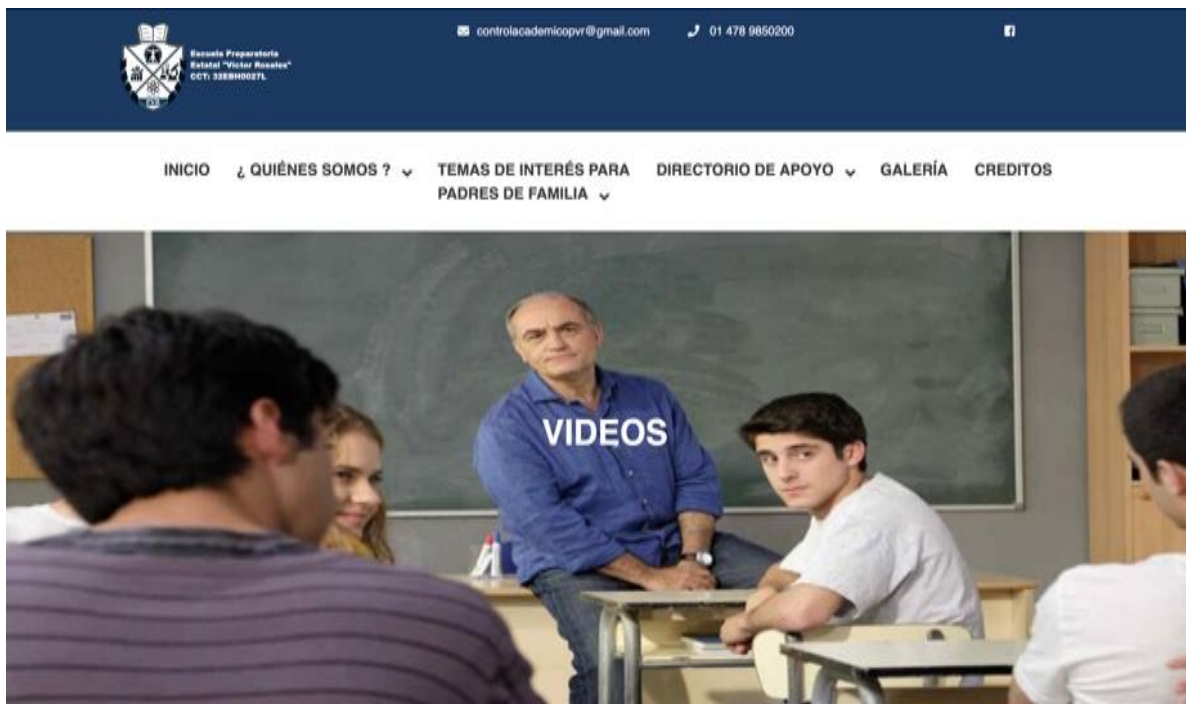 Escuela Preparatoria
Estatal "Víctor Rosales"
CCT: 32EBH0027L
controlacademicopvr@gmail.com
01 478 9850200
INICIO
¿ QUIÉNES SOMOS ?
TEMAS DE INTERÉS PARA
PADRES DE FAMILIA
DIRECTORIO DE APOYO
GALERÍA
CREDITOS
VIDEOS